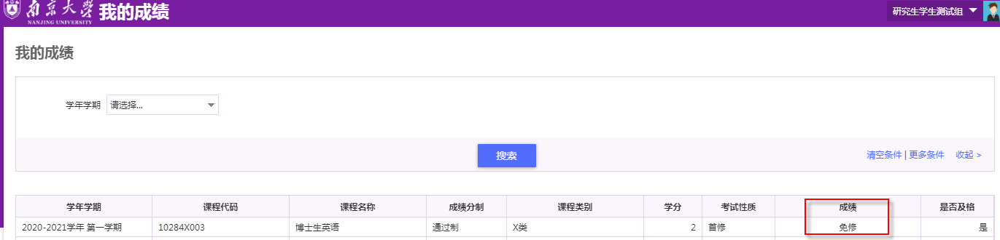 南京大学 我的成绩 研究生学生测试组
NANJING UNIVERSITY
我的成绩
学年学期 请选择...
搜索 清空条件 | 更多条件 收起 >
学年学期 课程代码 课程名称 成绩分制 课程类别 学分 考试性质 成绩 是否及格
2020-2021学年 第一学期 10284X003 博士生英语 通过制 X类 2 首修 免修 是